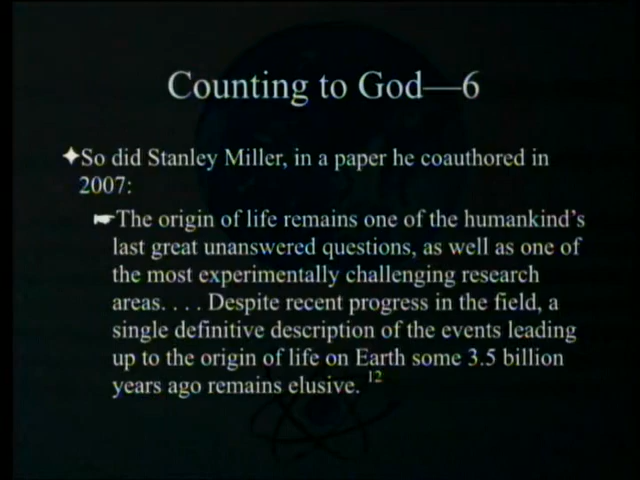 Counting to God—6
✦So did Stanley Miller, in a paper he coauthored in
2007:
☛The origin of life remains one of the humankind's
last great unanswered questions, as well as one of
the most experimentally challenging research
areas. . . . Despite recent progress in the field, a
single definitive description of the events leading
up to the origin of life on Earth some 3.5 billion
years ago remains elusive. 12